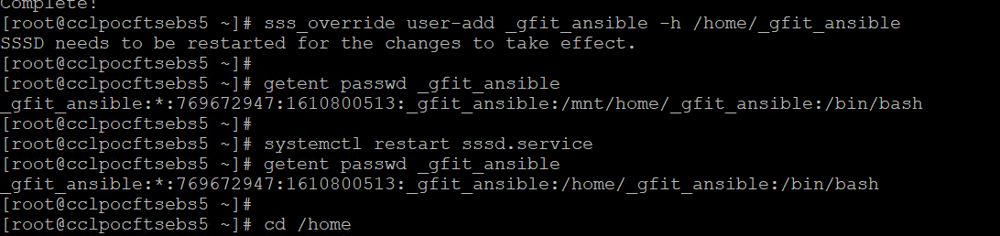 Complete!
[root@cclpocftsebs5 ~]# sss_override user-add _gfit_ansible -h /home/_gfit_ansible
SSSD needs to be restarted for the changes to take effect.
[root@cclpocftsebs5 ~]#
[root@cclpocftsebs5 ~]# getent passwd _gfit_ansible
_gfit_ansible:*:769672947:1610800513:_gfit_ansible:/mnt/home/_gfit_ansible:/bin/bash
[root@cclpocftsebs5 ~]#
[root@cclpocftsebs5 ~]# systemctl restart sssd.service
[root@cclpocftsebs5 ~]# getent passwd _gfit_ansible
_gfit_ansible:*:769672947:1610800513:_gfit_ansible:/home/_gfit_ansible:/bin/bash
[root@cclpocftsebs5 ~]#
[root@cclpocftsebs5 ~]# cd /home